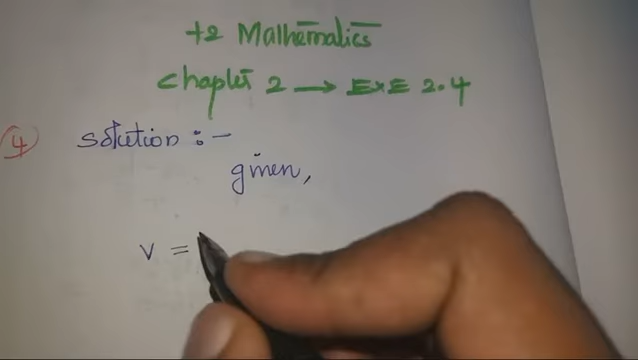 +2 Mathematics
Chapter 2 → EXE 2.4
4 Solution :-
given,
v =